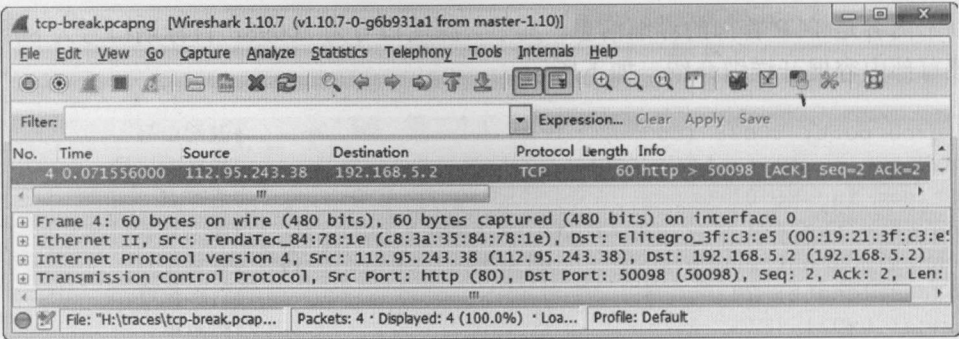 tcp-break.pcapng [Wireshark 1.10.7 (v1.10.7-0-g6b931a1 from master-1.10)]
File Edit View Go Capture Analyze Statistics Telephony Tools Internals Help
Filter: Expression... Clear Apply Save
No. Time Source Destination Protocol Length Info
4 0.071556000 112.95.243.38 192.168.5.2 TCP 60 http > 50098 [ACK] Seq=2 Ack=2
Frame 4: 60 bytes on wire (480 bits), 60 bytes captured (480 bits) on interface 0
Ethernet II, Src: TendaTec_84:78:1e (c8:3a:35:84:78:1e), Dst: Elitegro_3f:c3:e5 (00:19:21:3f:c3:e
Internet Protocol Version 4, Src: 112.95.243.38 (112.95.243.38), Dst: 192.168.5.2 (192.168.5.2)
Transmission Control Protocol, Src Port: http (80), Dst Port: 50098 (50098), Seq: 2, Ack: 2, Len:
File: "H:\traces\tcp-break.pcap... Packets: 4 · Displayed: 4 (100.0%) · Loa... Profile: Default